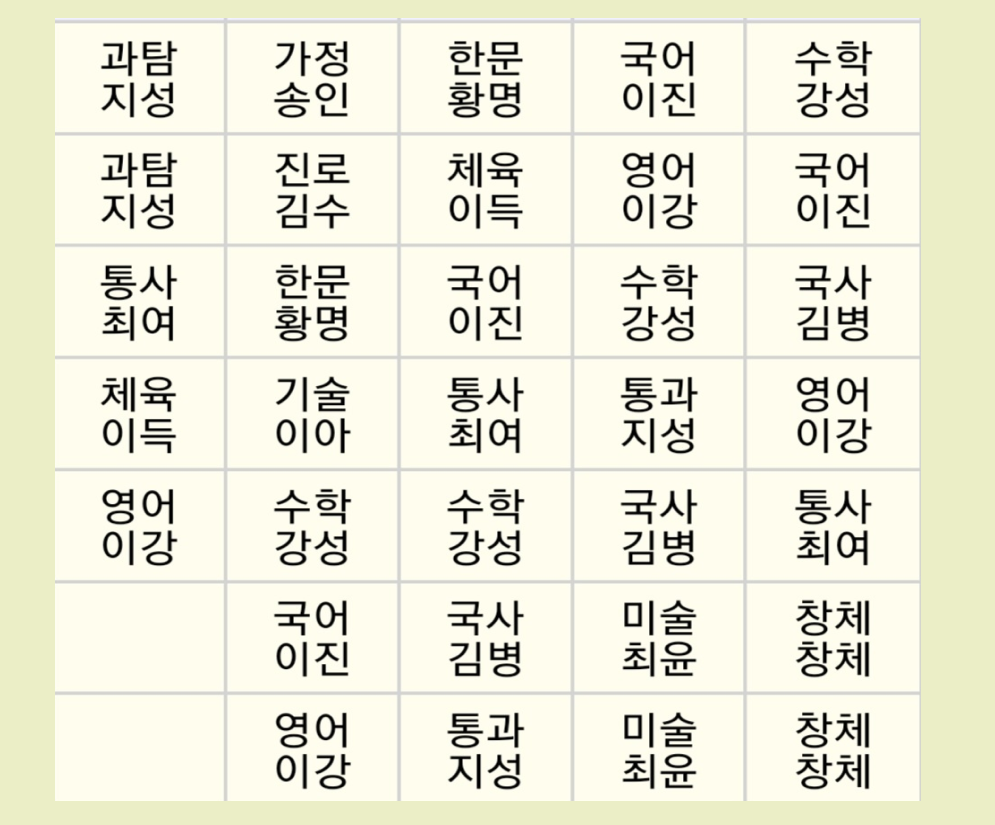 과탐 가정 한문 국어 수학
지성 송인 황명 이진 강성
과탐 진로 체육 영어 국어
지성 김수 이득 이강 이진
통사 한문 국어 수학 국사
최여 황명 이진 강성 김병
체육 기술 통사 통과 영어
이득 이아 최여 지성 이강
영어 수학 수학 국사 통사
이강 강성 강성 김병 최여
국어 국사 미술 창체
이진 김병 최윤 창체
영어 통과 미술 창체
이강 지성 최윤 창체